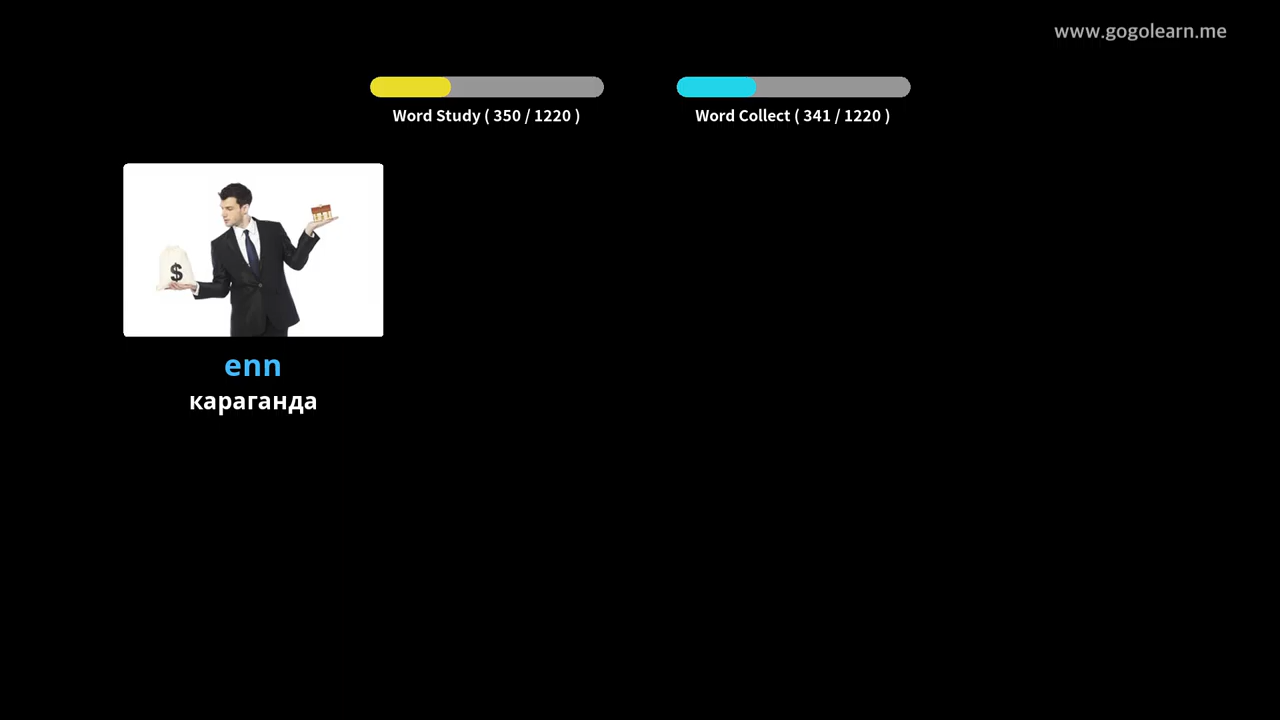 www.gogolearn.me
Word Study ( 350 / 1220 )
Word Collect ( 341 / 1220 )
$
enn
караганда